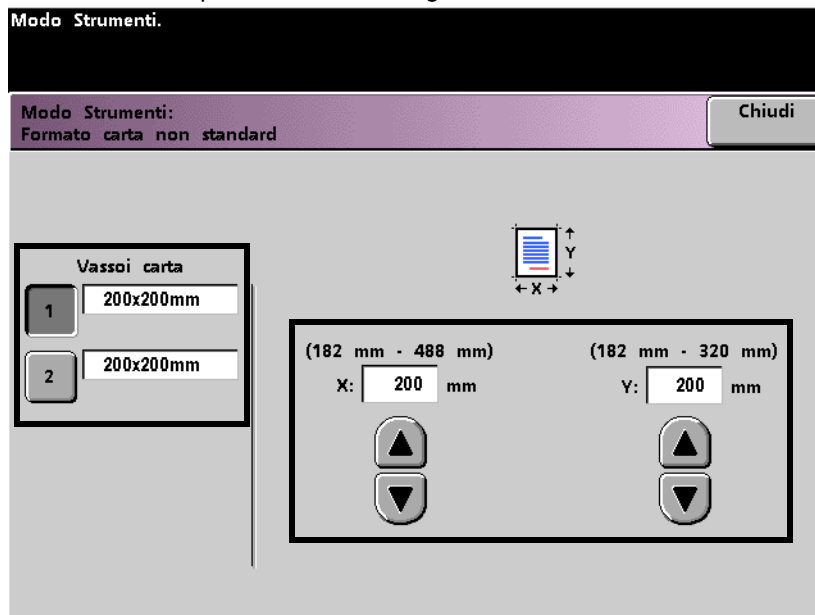 Modo Strumenti.
Modo Strumenti:
Formato carta non standard
Chiudi
Vassoi carta
1
200x200mm
2
200x200mm
Y
X
(182 mm - 488 mm)
X: 200 mm
(182 mm - 320 mm)
Y: 200 mm